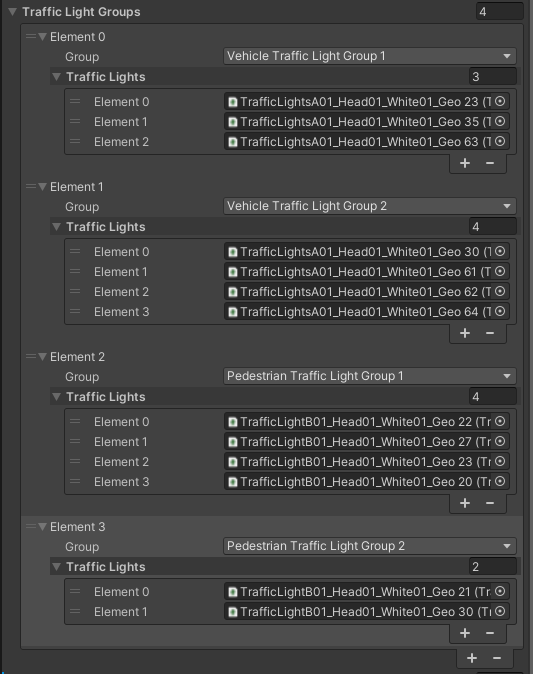 Traffic Light Groups 4
Element 0
Group Vehicle Traffic Light Group 1
Traffic Lights 3
Element 0 TrafficLightsA01_Head01_White01_Geo 23 (T
Element 1 TrafficLightsA01_Head01_White01_Geo 35 (T
Element 2 TrafficLightsA01_Head01_White01_Geo 63 (T
+ −
Element 1
Group Vehicle Traffic Light Group 2
Traffic Lights 4
Element 0 TrafficLightsA01_Head01_White01_Geo 30 (T
Element 1 TrafficLightsA01_Head01_White01_Geo 61 (T
Element 2 TrafficLightsA01_Head01_White01_Geo 62 (T
Element 3 TrafficLightsA01_Head01_White01_Geo 64 (T
+ −
Element 2
Group Pedestrian Traffic Light Group 1
Traffic Lights 4
Element 0 TrafficLightB01_Head01_White01_Geo 22 (Tr
Element 1 TrafficLightB01_Head01_White01_Geo 27 (Tr
Element 2 TrafficLightB01_Head01_White01_Geo 23 (Tr
Element 3 TrafficLightB01_Head01_White01_Geo 20 (Tr
+ −
Element 3
Group Pedestrian Traffic Light Group 2
Traffic Lights 2
Element 0 TrafficLightB01_Head01_White01_Geo 21 (Tr
Element 1 TrafficLightB01_Head01_White01_Geo 30 (Tr
+ −
+ −